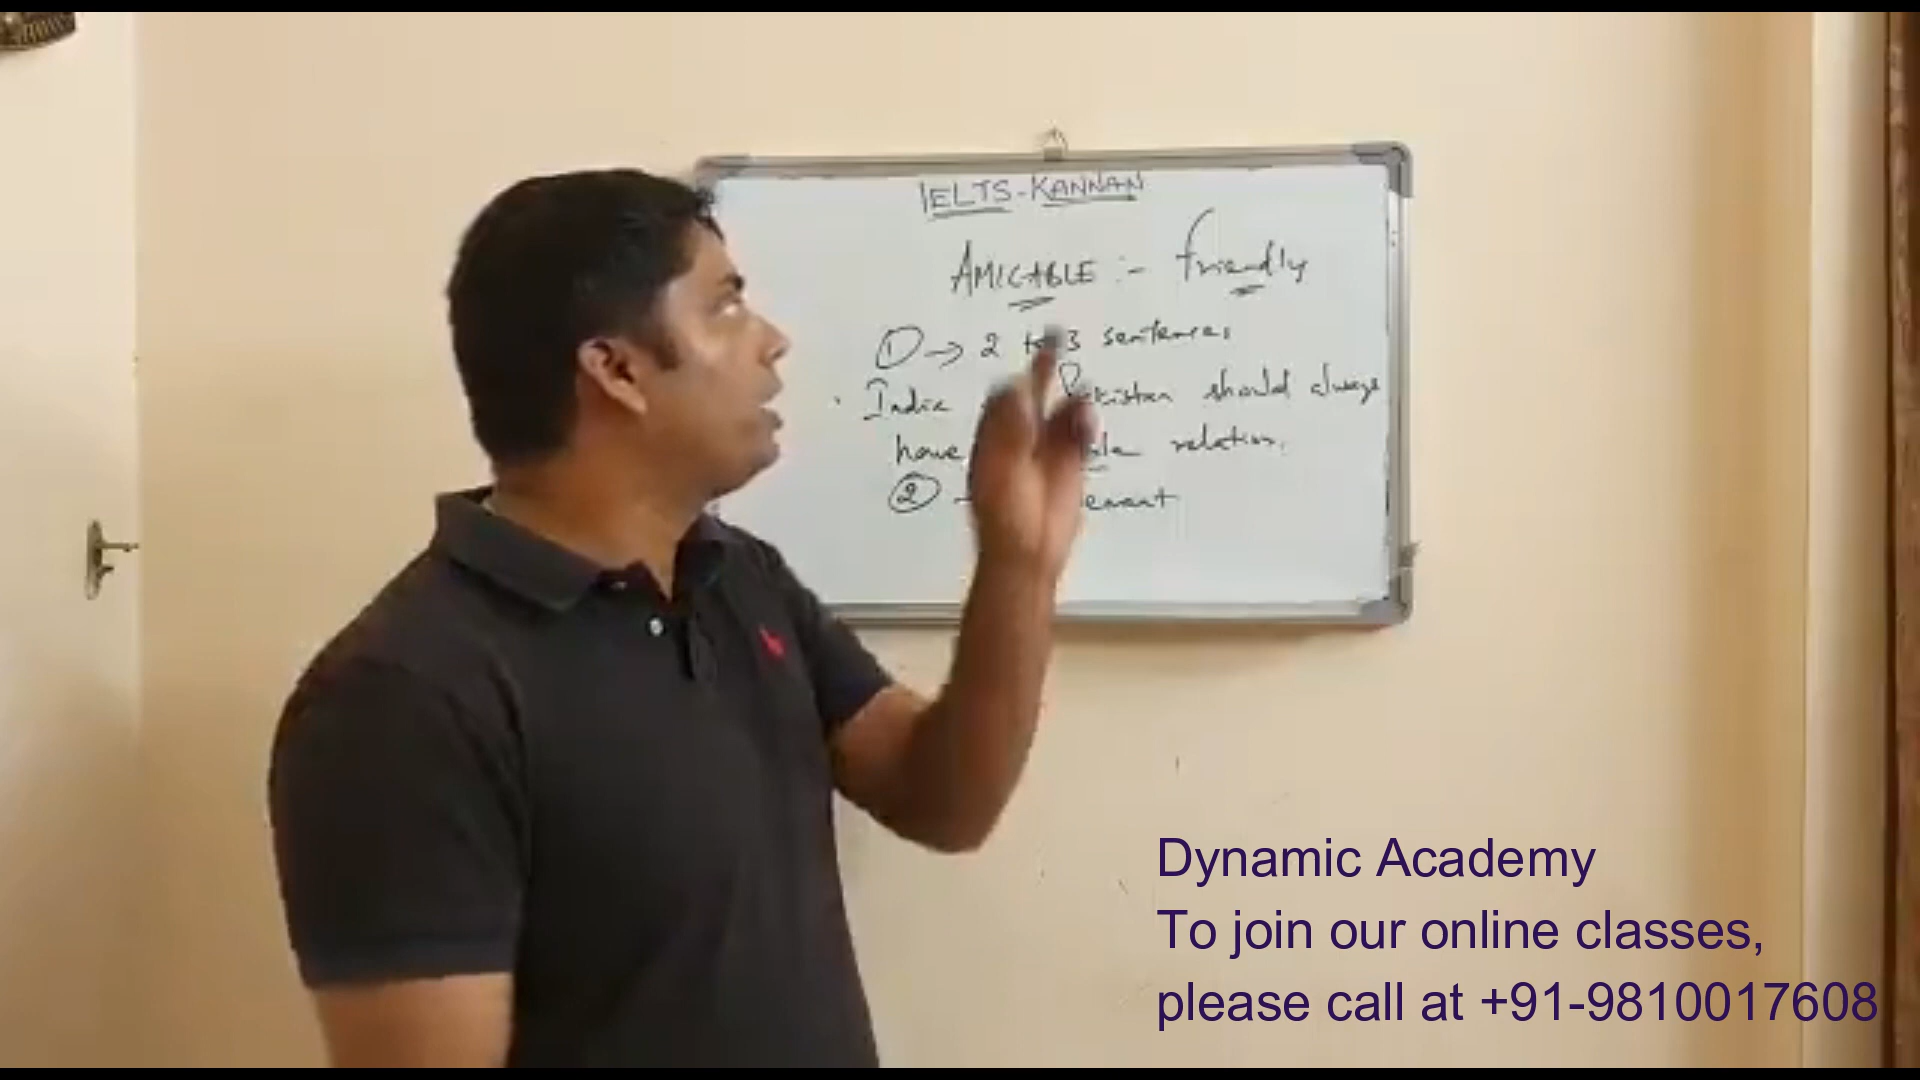 IELTS-KANNAN
AMICABLE :- friendly
① → 2 to 3 sentences
• India Pakistan should always
have relation.
②
Dynamic Academy
To join our online classes,
please call at +91-9810017608